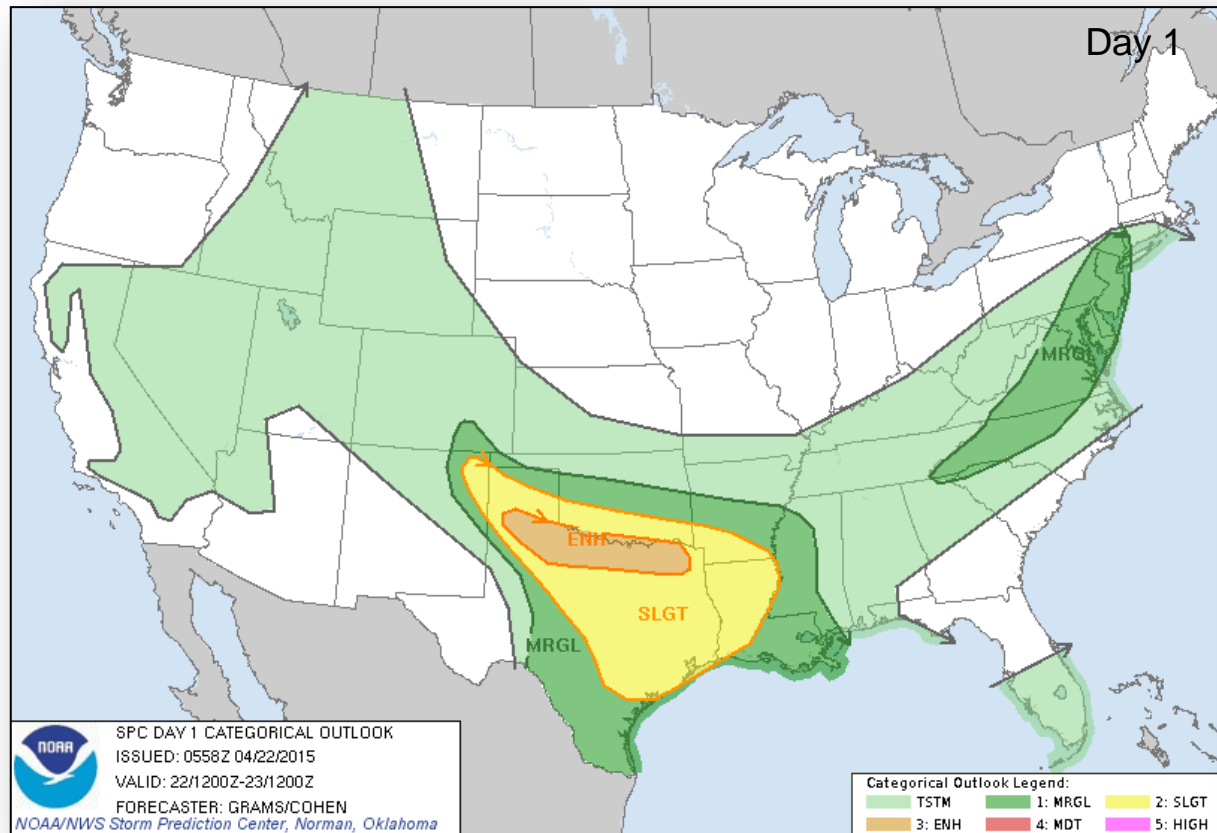 Day 1
MRGL
ENH
SLGT
MRGL
NOAA
SPC DAY 1 CATEGORICAL OUTLOOK
ISSUED: 0558Z 04/22/2015
VALID: 22/1200Z-23/1200Z
FORECASTER: GRAMS/COHEN
NOAA/NWS Storm Prediction Center, Norman, Oklahoma
Categorical Outlook Legend:
TSTM 1: MRGL 2: SLGT
3: ENH 4: MDT 5: HIGH